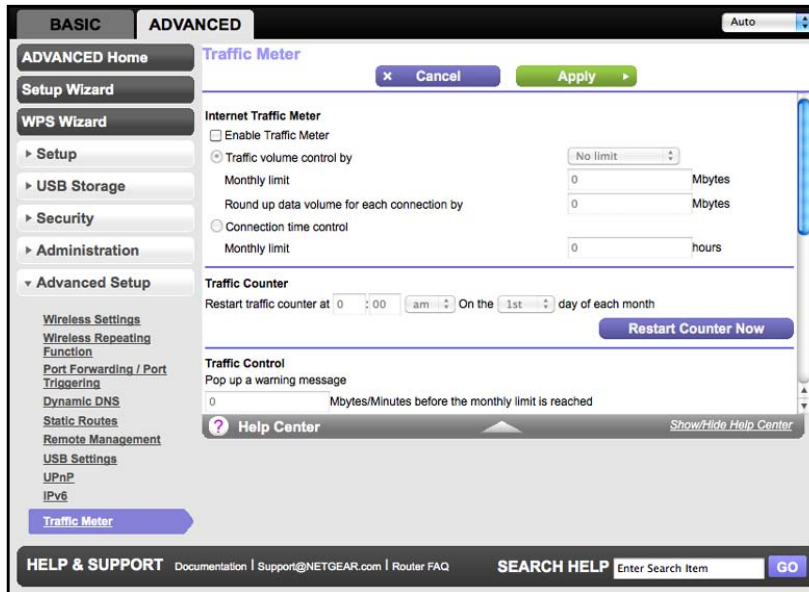 BASIC
ADVANCED
Auto
ADVANCED Home
Setup Wizard
WPS Wizard
Setup
USB Storage
Security
Administration
Advanced Setup
Wireless Settings
Wireless Repeating
Function
Port Forwarding / Port
Triggering
Dynamic DNS
Static Routes
Remote Management
USB Settings
UPnP
IPv6
Traffic Meter
Traffic Meter
× Cancel
Apply
Internet Traffic Meter
Enable Traffic Meter
Traffic volume control by No limit
Monthly limit 0 Mbytes
Round up data volume for each connection by 0 Mbytes
Connection time control
Monthly limit 0 hours
Traffic Counter
Restart traffic counter at 0 : 00 am On the 1st day of each month
Restart Counter Now
Traffic Control
Pop up a warning message
0 Mbytes/Minutes before the monthly limit is reached
? Help Center
Show/Hide Help Center
HELP & SUPPORT Documentation | Support@NETGEAR.com | Router FAQ
SEARCH HELP Enter Search Item GO